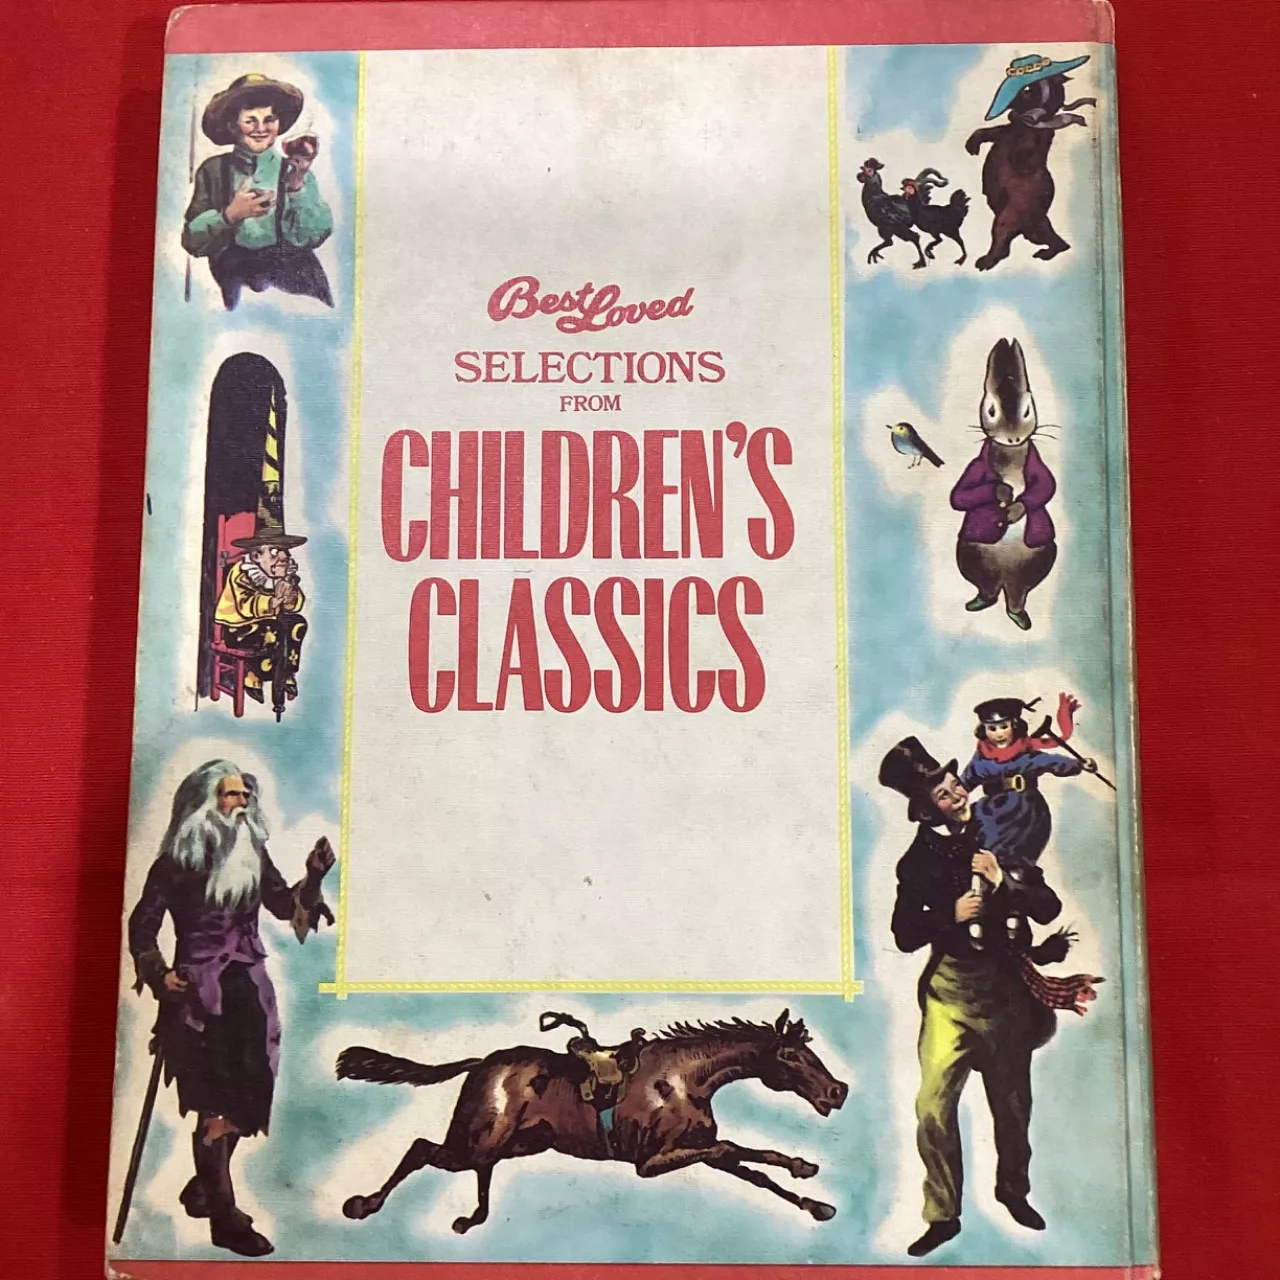 Best Loved
SELECTIONS
FROM
CHILDREN'S
CLASSICS